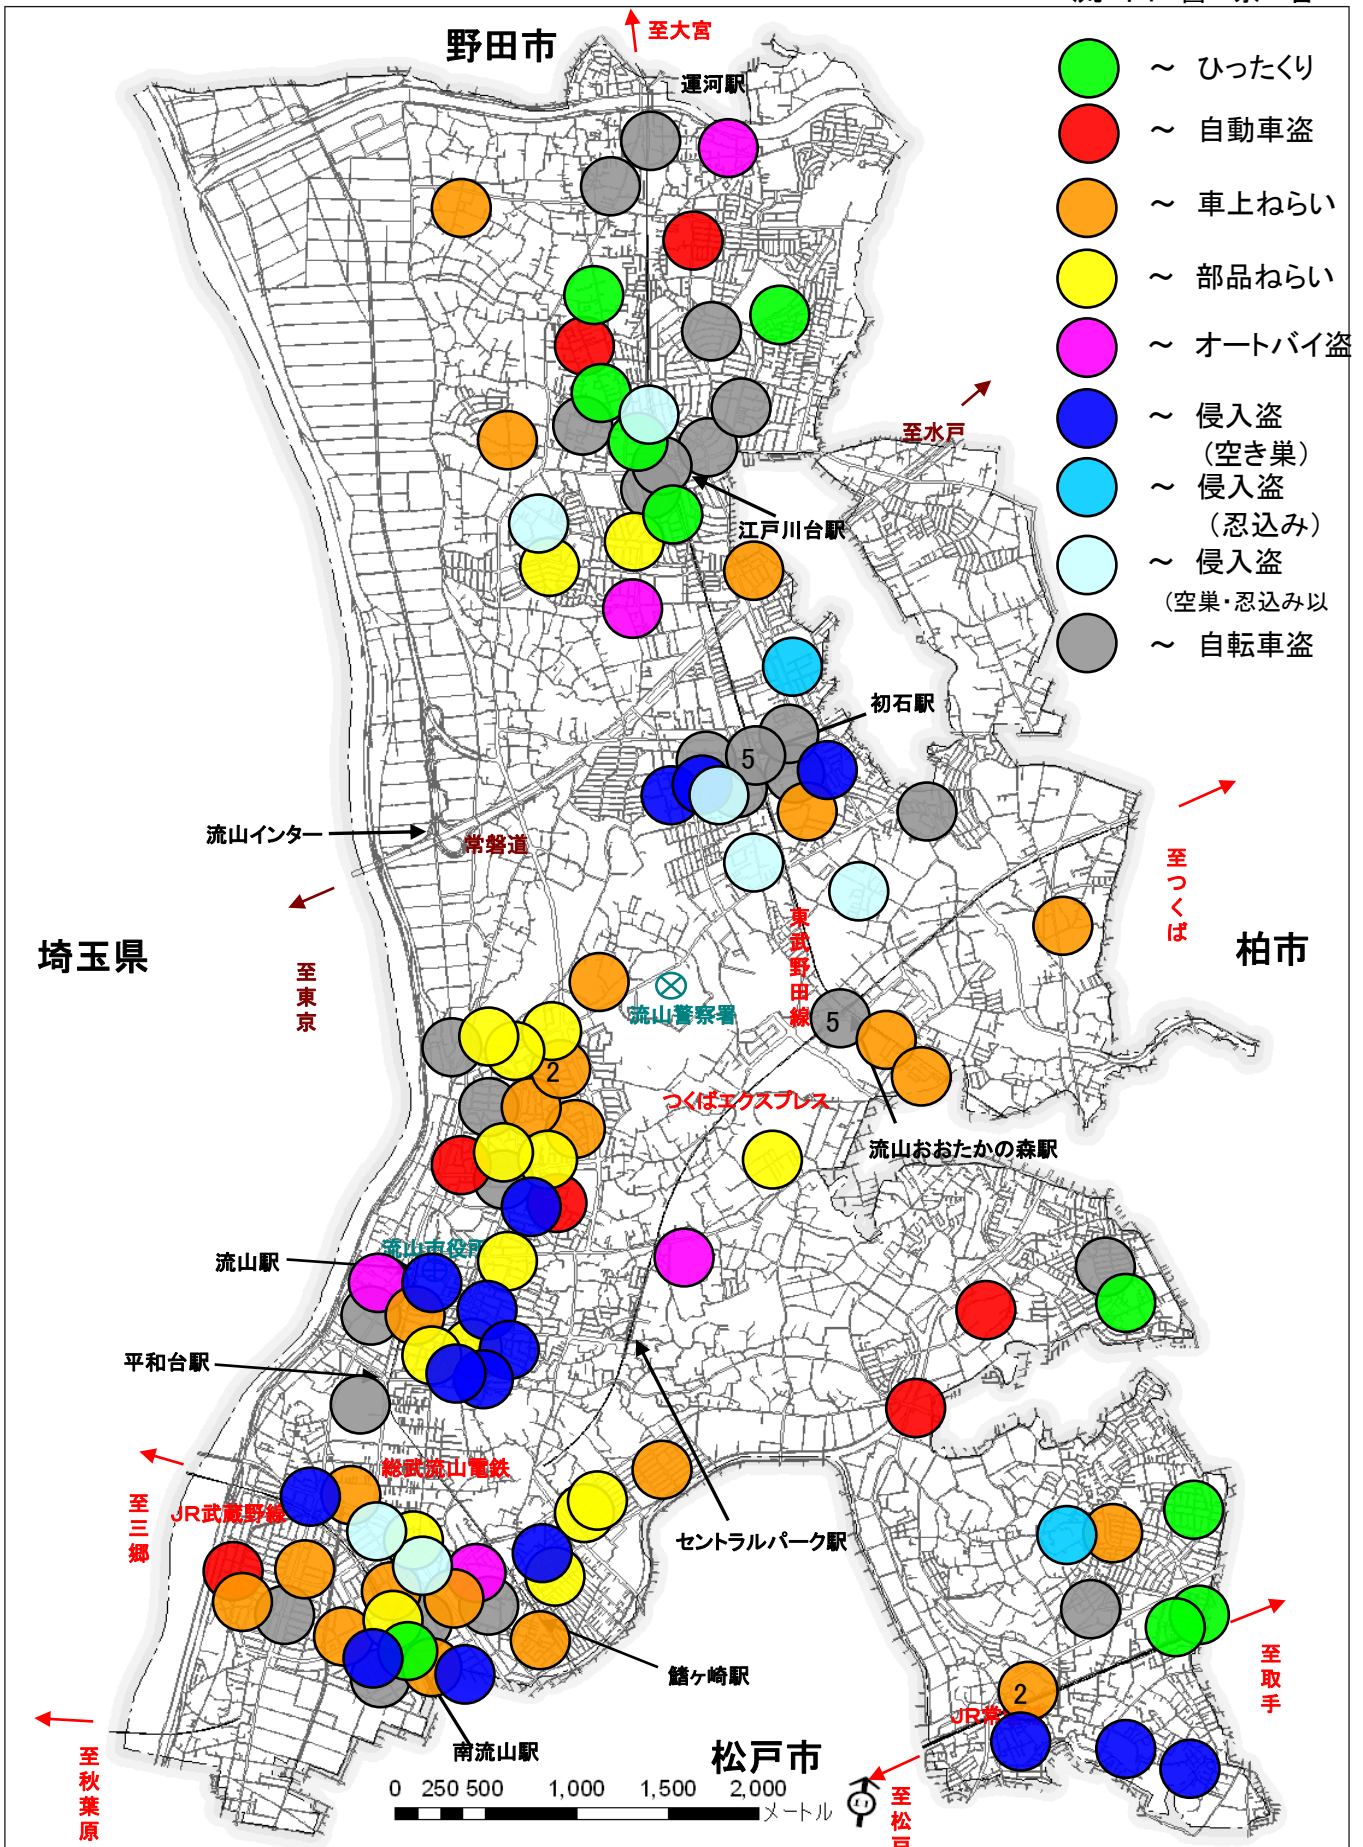 野田市
至大宮
運河駅
～ ひったくり
～ 自動車盗
～ 車上ねらい
～ 部品ねらい
～ オートバイ盗
～ 侵入盗
（空き巣）
～ 侵入盗
（忍込み）
～ 侵入盗
（空巣・忍込み以
～ 自転車盗
至水戸
江戸川台駅
初石駅
5
流山インター
常磐道
至つくば
埼玉県
柏市
至東京
東武野田線
流山警察署
5
2
つくばエクスプレス
流山おおたかの森駅
流山市役所
流山駅
平和台駅
総武流山電鉄
至三郷
JR武蔵野線
セントラルパーク駅
鰭ヶ崎駅
至取手
2
JR常
南流山駅
松戸市
至秋葉原
0 250 500 1,000 1,500 2,000
メートル
至松戸